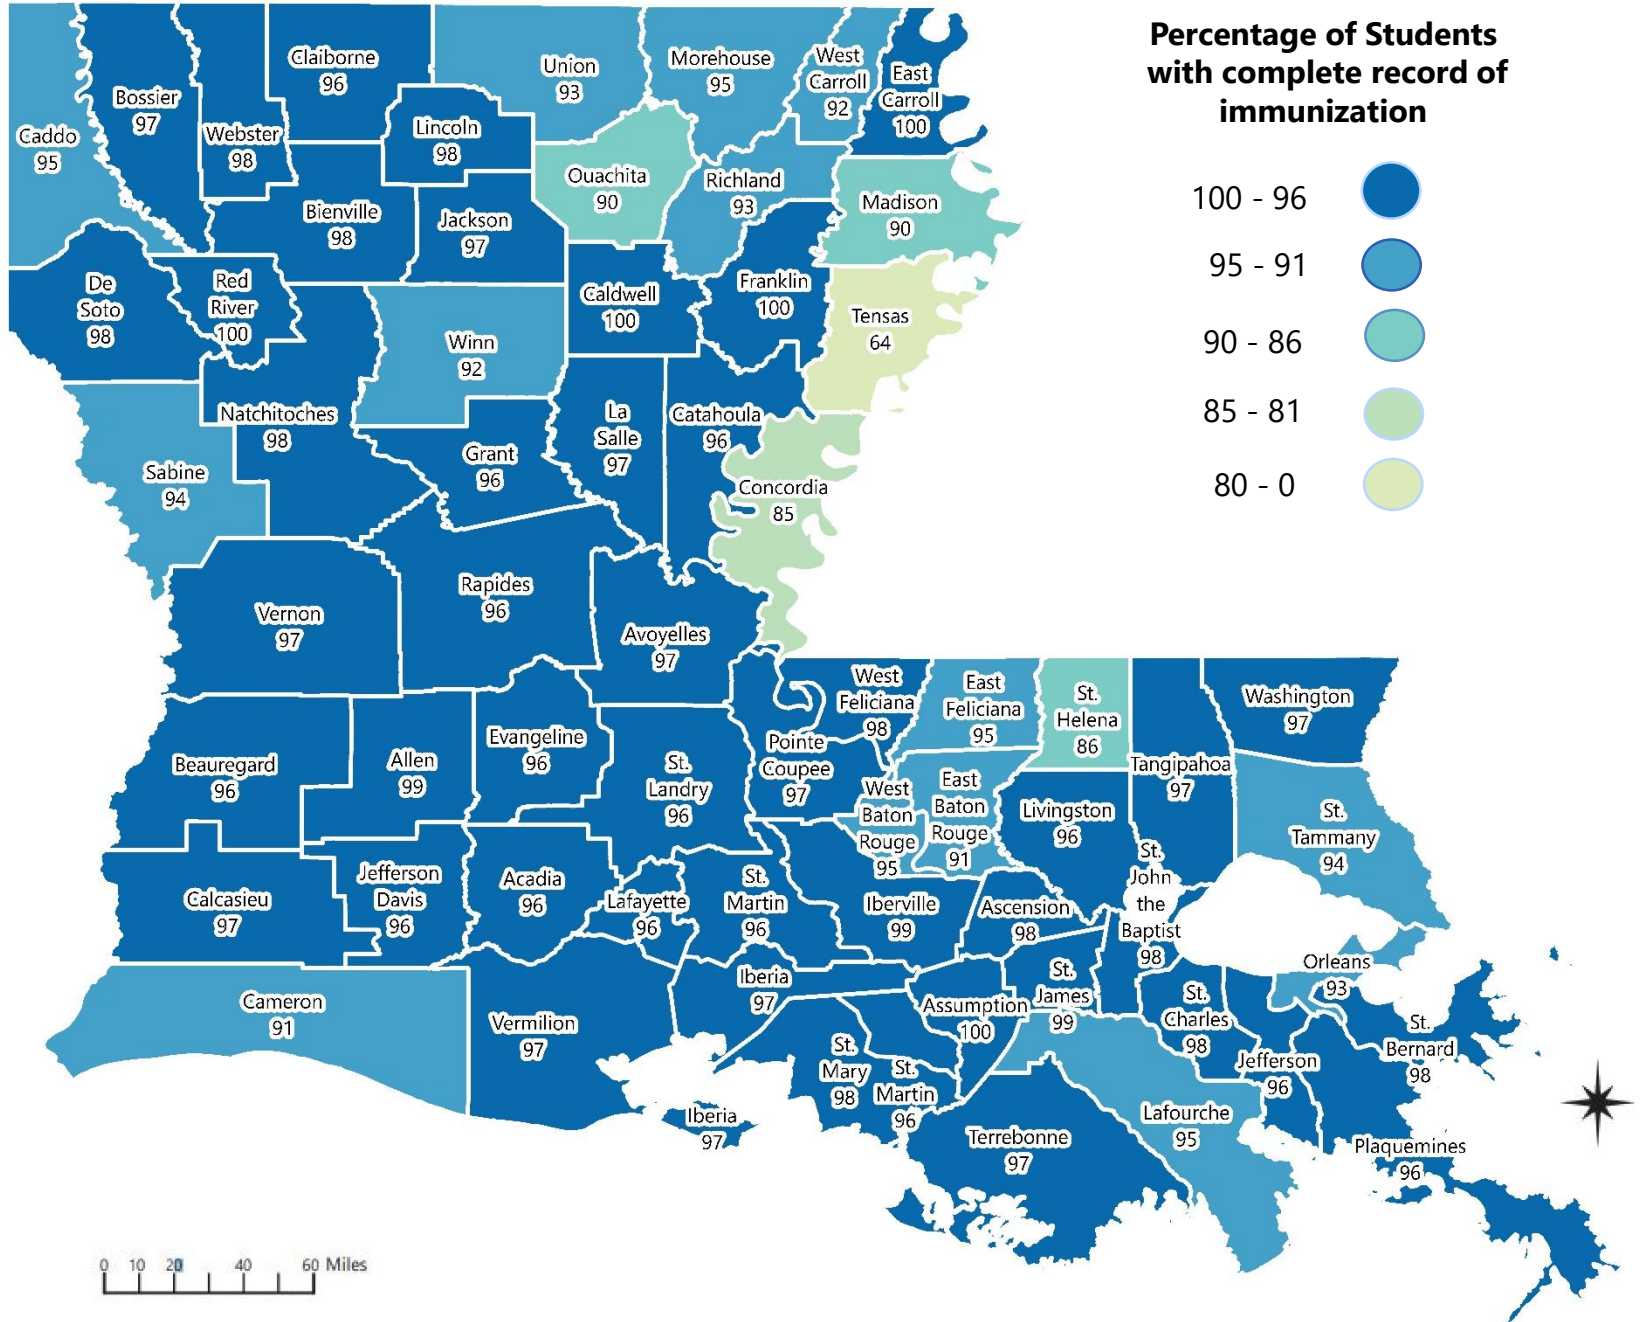 Percentage of Students
with complete record of
immunization
100 - 96
95 - 91
90 - 86
85 - 81
80 - 0
Caddo
95
Bossier
97
Webster
98
Claiborne
96
Lincoln
98
Union
93
Morehouse
95
West
Carroll
92
East
Carroll
100
Ouachita
90
Richland
93
Madison
90
Bienville
98
Jackson
97
De
Soto
98
Red
River
100
Caldwell
100
Franklin
100
Tensas
64
Winn
92
Natchitoches
98
Sabine
94
Grant
96
La
Salle
97
Catahoula
96
Concordia
85
Vernon
97
Rapides
96
Avoyelles
97
Beauregard
96
Allen
99
Evangeline
96
St.
Landry
96
Pointe
Coupee
97
West
Feliciana
98
East
Feliciana
95
St.
Helena
86
Tangipahoa
97
Washington
97
West
Baton
Rouge
95
East
Baton
Rouge
91
Livingston
96
St.
Tammany
94
Calcasieu
97
Jefferson
Davis
96
Acadia
96
Lafayette
96
St.
Martin
96
Iberville
99
Ascension
98
St.
John
the
Baptist
98
Orleans
93
Cameron
91
Vermilion
97
Iberia
97
Assumption
100
St.
James
99
St.
Charles
98
Jefferson
96
St.
Bernard
98
St.
Mary
98
St.
Martin
96
Iberia
97
Terrebonne
97
Lafourche
95
Plaquemines
96
0 10 20 40 60 Miles